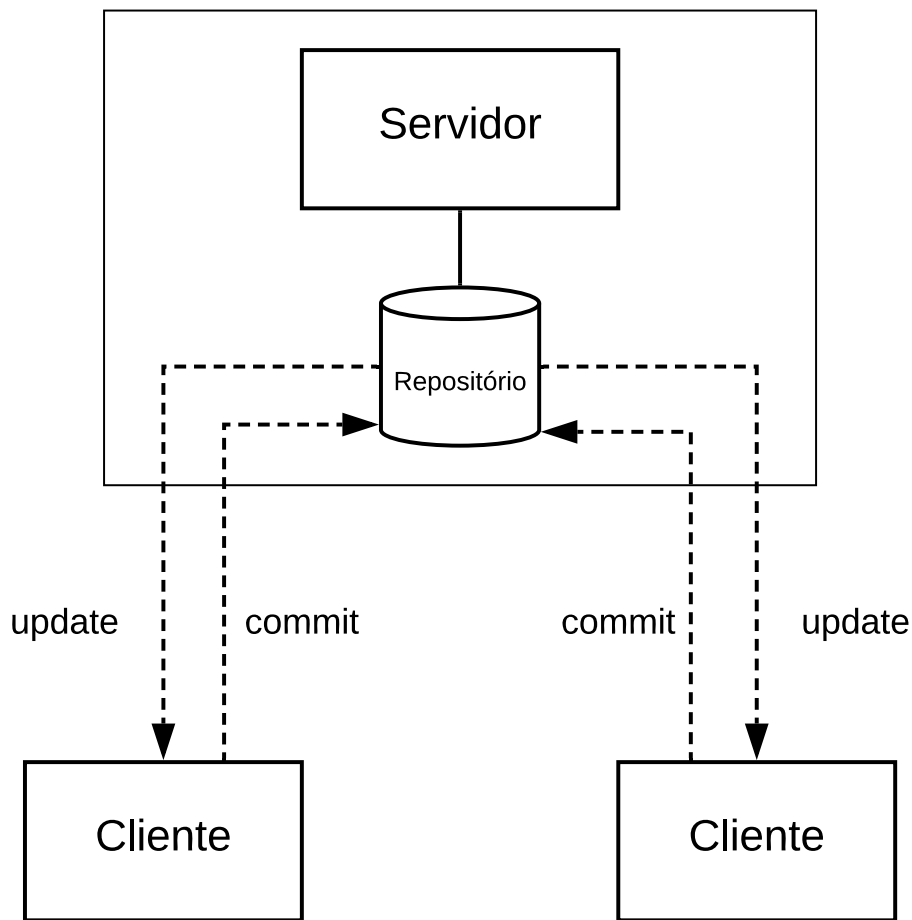 Servidor
Repositório
update
commit
commit
update
Cliente
Cliente